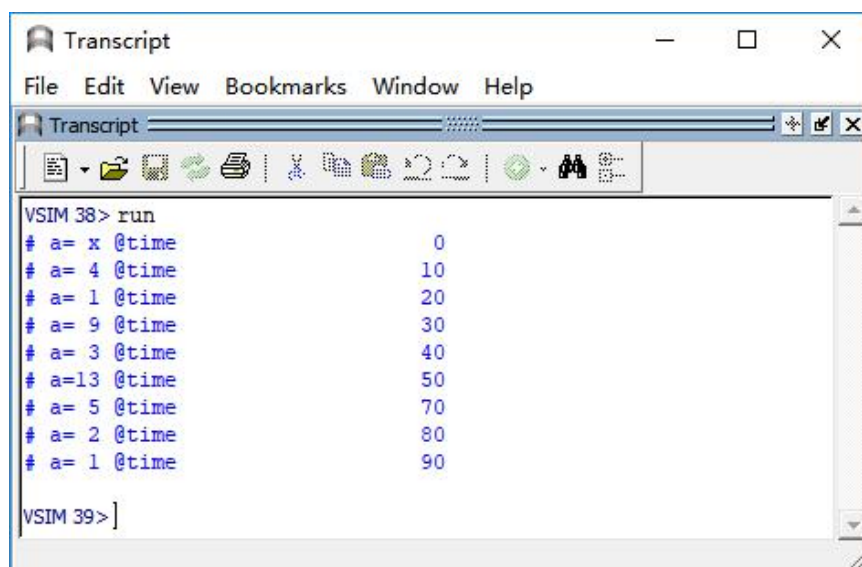 Transcript
File Edit View Bookmarks Window Help
Transcript
VSIM 38> run
# a= x @time 0
# a= 4 @time 10
# a= 1 @time 20
# a= 9 @time 30
# a= 3 @time 40
# a=13 @time 50
# a= 5 @time 70
# a= 2 @time 80
# a= 1 @time 90
VSIM 39>